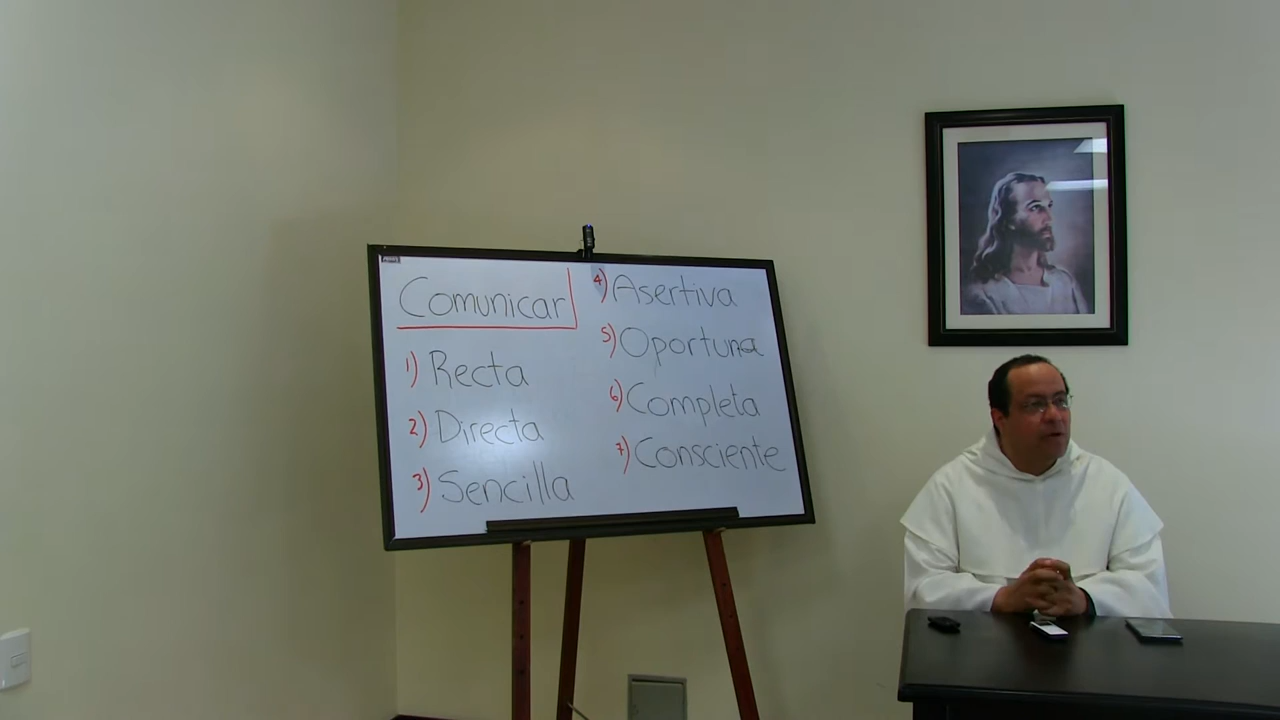 Comunicar
1) Recta
2) Directa
3) Sencilla
4) Asertiva
5) Oportuna
6) Completa
7) Consciente